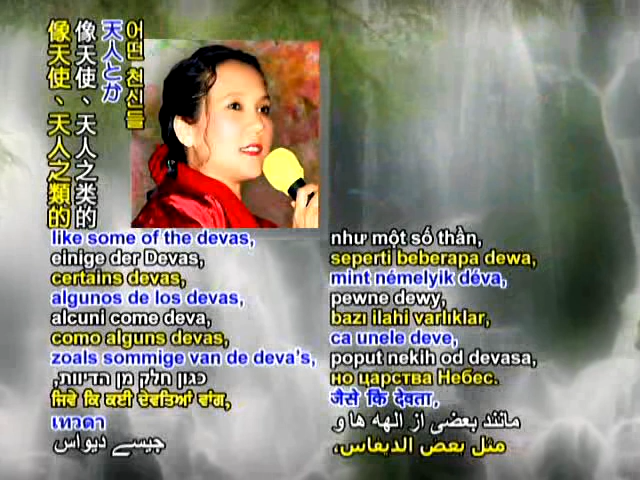 어떤 천신들
天人とか
像天使、天人之类的
像天使、天人之類的
like some of the devas,
einige der Devas,
certains devas,
algunos de los devas,
alcuni come deva,
como alguns devas,
zoals sommige van de deva's,
כגון חלק מן הדיוות,
ਜਿਵੇ ਕਿ ਕਈ ਦੇਵਤਿਆਂ ਵਾਂਗ,
เทวดา
جیسے دیواس
như một số thần,
seperti beberapa dewa,
mint némelyik déva,
pewne dewy,
bazı ilahi varlıklar,
ca unele deve,
poput nekih od devasa,
но царства Небес.
जैसे कि देवता,
مانند بعضی از الهه ها و
مثل بعض الديفاس،